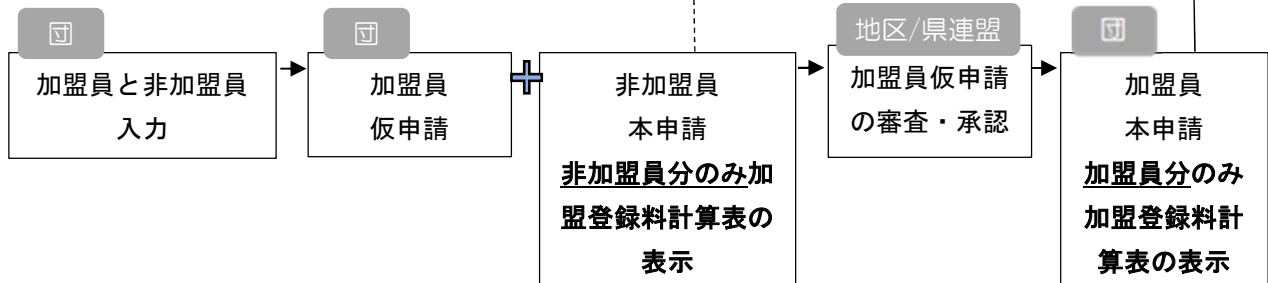 団
加盟員と非加盟員
入力
団
加盟員
仮申請
非加盟員
本申請
非加盟員分のみ加
盟登録料計算表の
表示
地区/県連盟
加盟員仮申請
の審査・承認
団
加盟員
本申請
加盟員分のみ
加盟登録料計
算表の表示